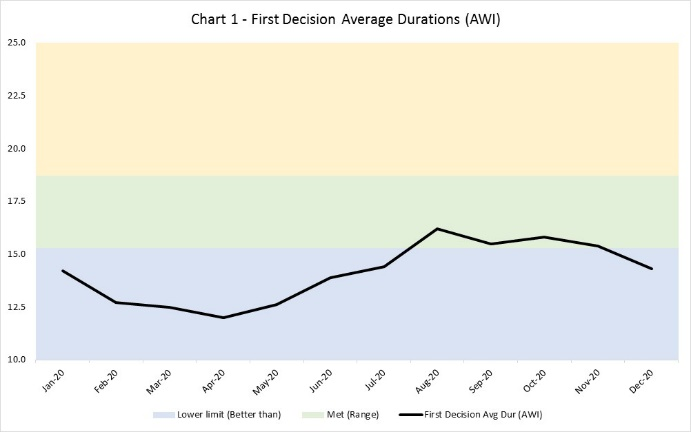 Chart 1 - First Decision Average Durations (AWI)
25.0
22.5
20.0
17.5
15.0
12.5
10.0
Jan-20 Feb-20 Mar-20 Apr-20 May-20 Jun-20 Jul-20 Aug-20 Sep-20 Oct-20 Nov-20 Dec-20
Lower limit (Better than) Met (Range) First Decision Avg Dur (AWI)